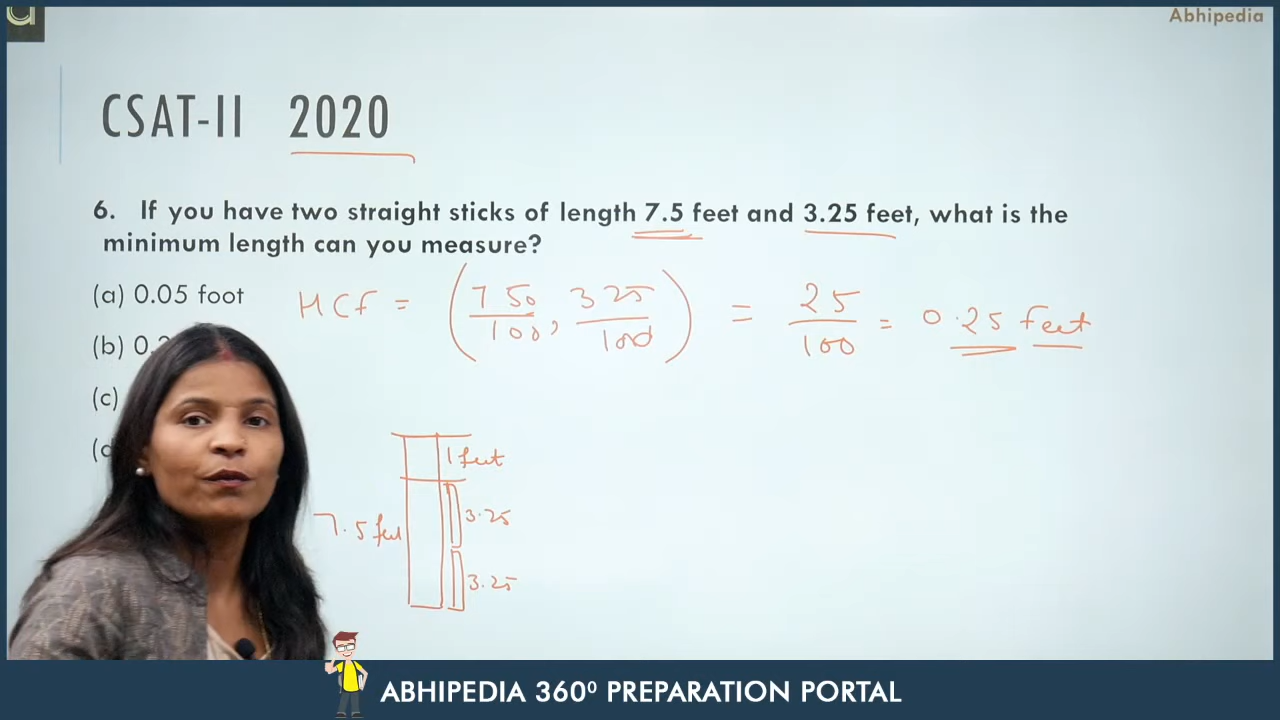 Abhipedia
CSAT-II 2020
6. If you have two straight sticks of length 7.5 feet and 3.25 feet, what is the
minimum length can you measure?
(a) 0.05 foot
(b) 0.
(c)
HCF = (750/100, 325/100) = 25/100 = 0.25 feet
1 feet
7.5 feet
3.25
3.25
ABHIPEDIA 360⁰ PREPARATION PORTAL